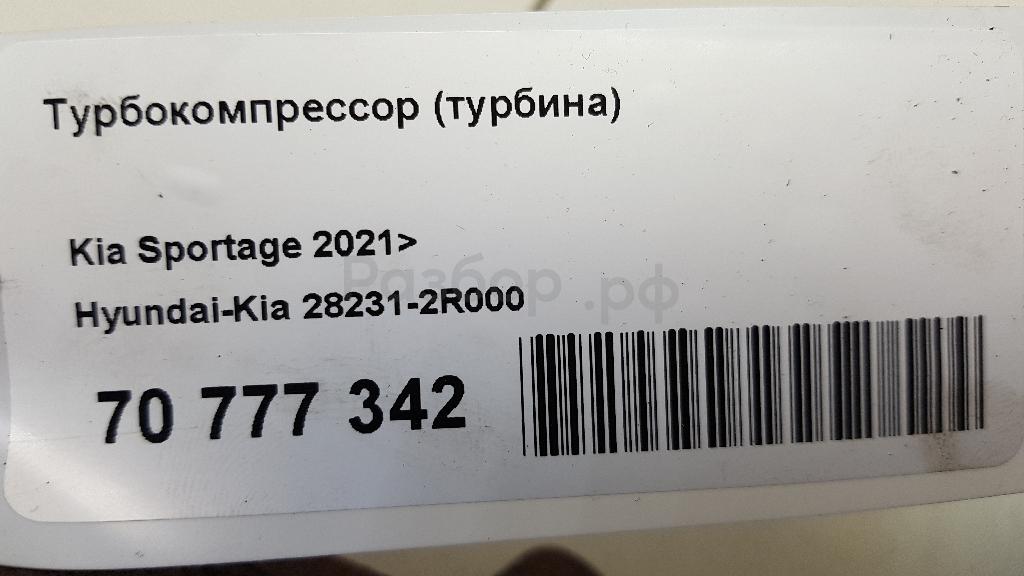 Турбокомпрессор (турбина)
Kia Sportage 2021>
Разбор.рф
Hyundai-Kia 28231-2R000
70 777 342